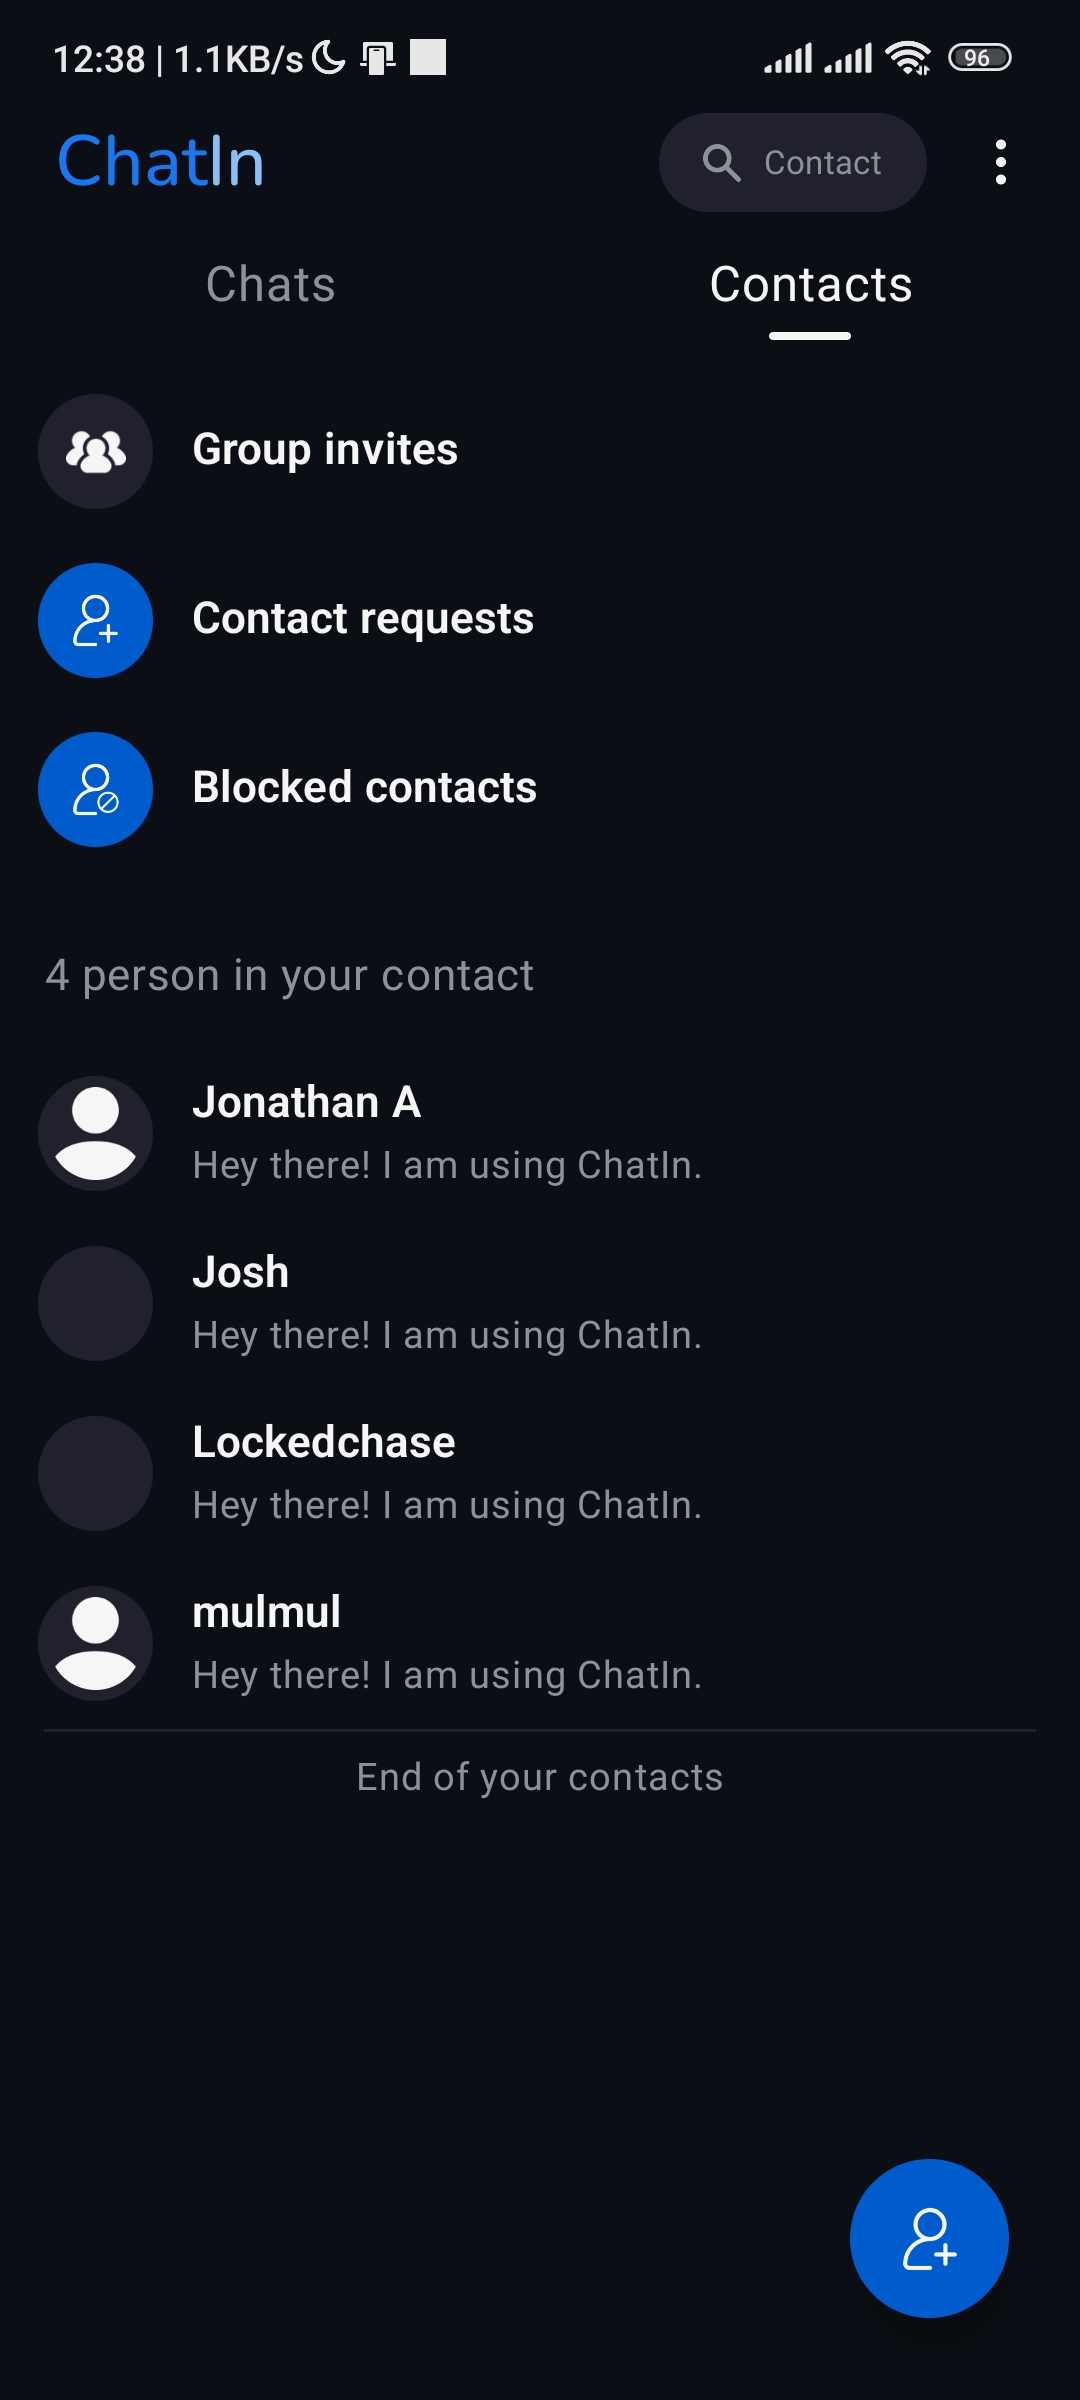 12:38 | 1.1KB/s
96
ChatIn
Contact
Chats
Contacts
Group invites
Contact requests
Blocked contacts
4 person in your contact
Jonathan A
Hey there! I am using ChatIn.
Josh
Hey there! I am using ChatIn.
Lockedchase
Hey there! I am using ChatIn.
mulmul
Hey there! I am using ChatIn.
End of your contacts